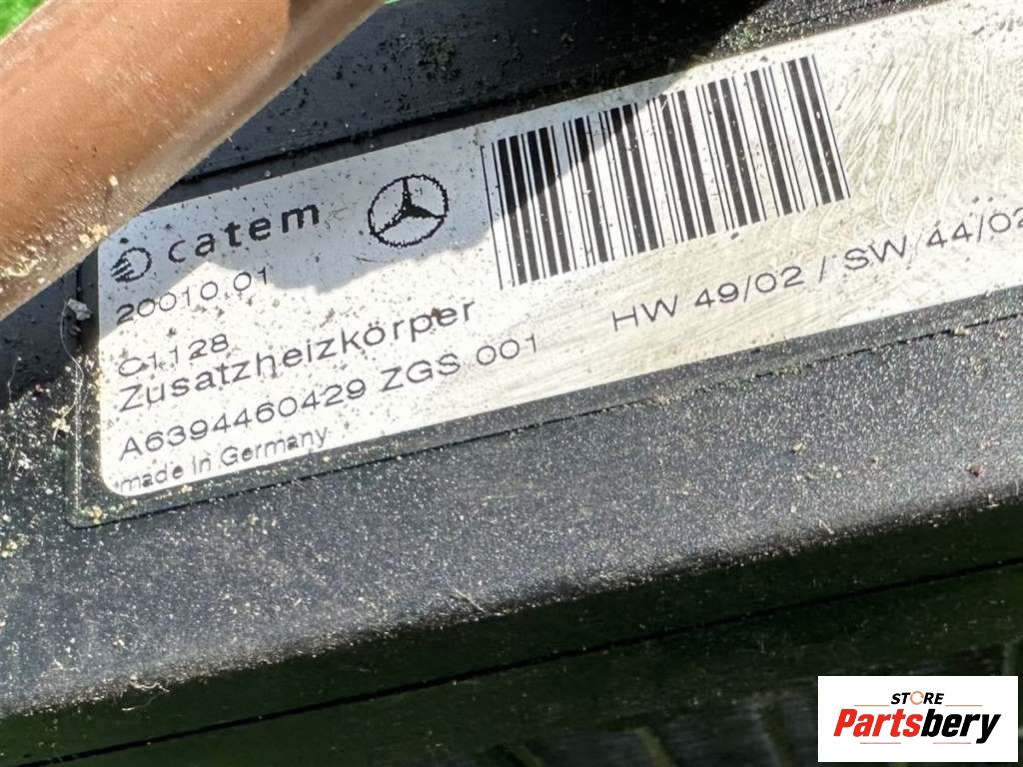 catem
20010.01
C1128
Zusatzheizkörper
A6394460429 ZGS 001
HW 49/02 / SW 44/02
made in Germany
STORE
Partsbery